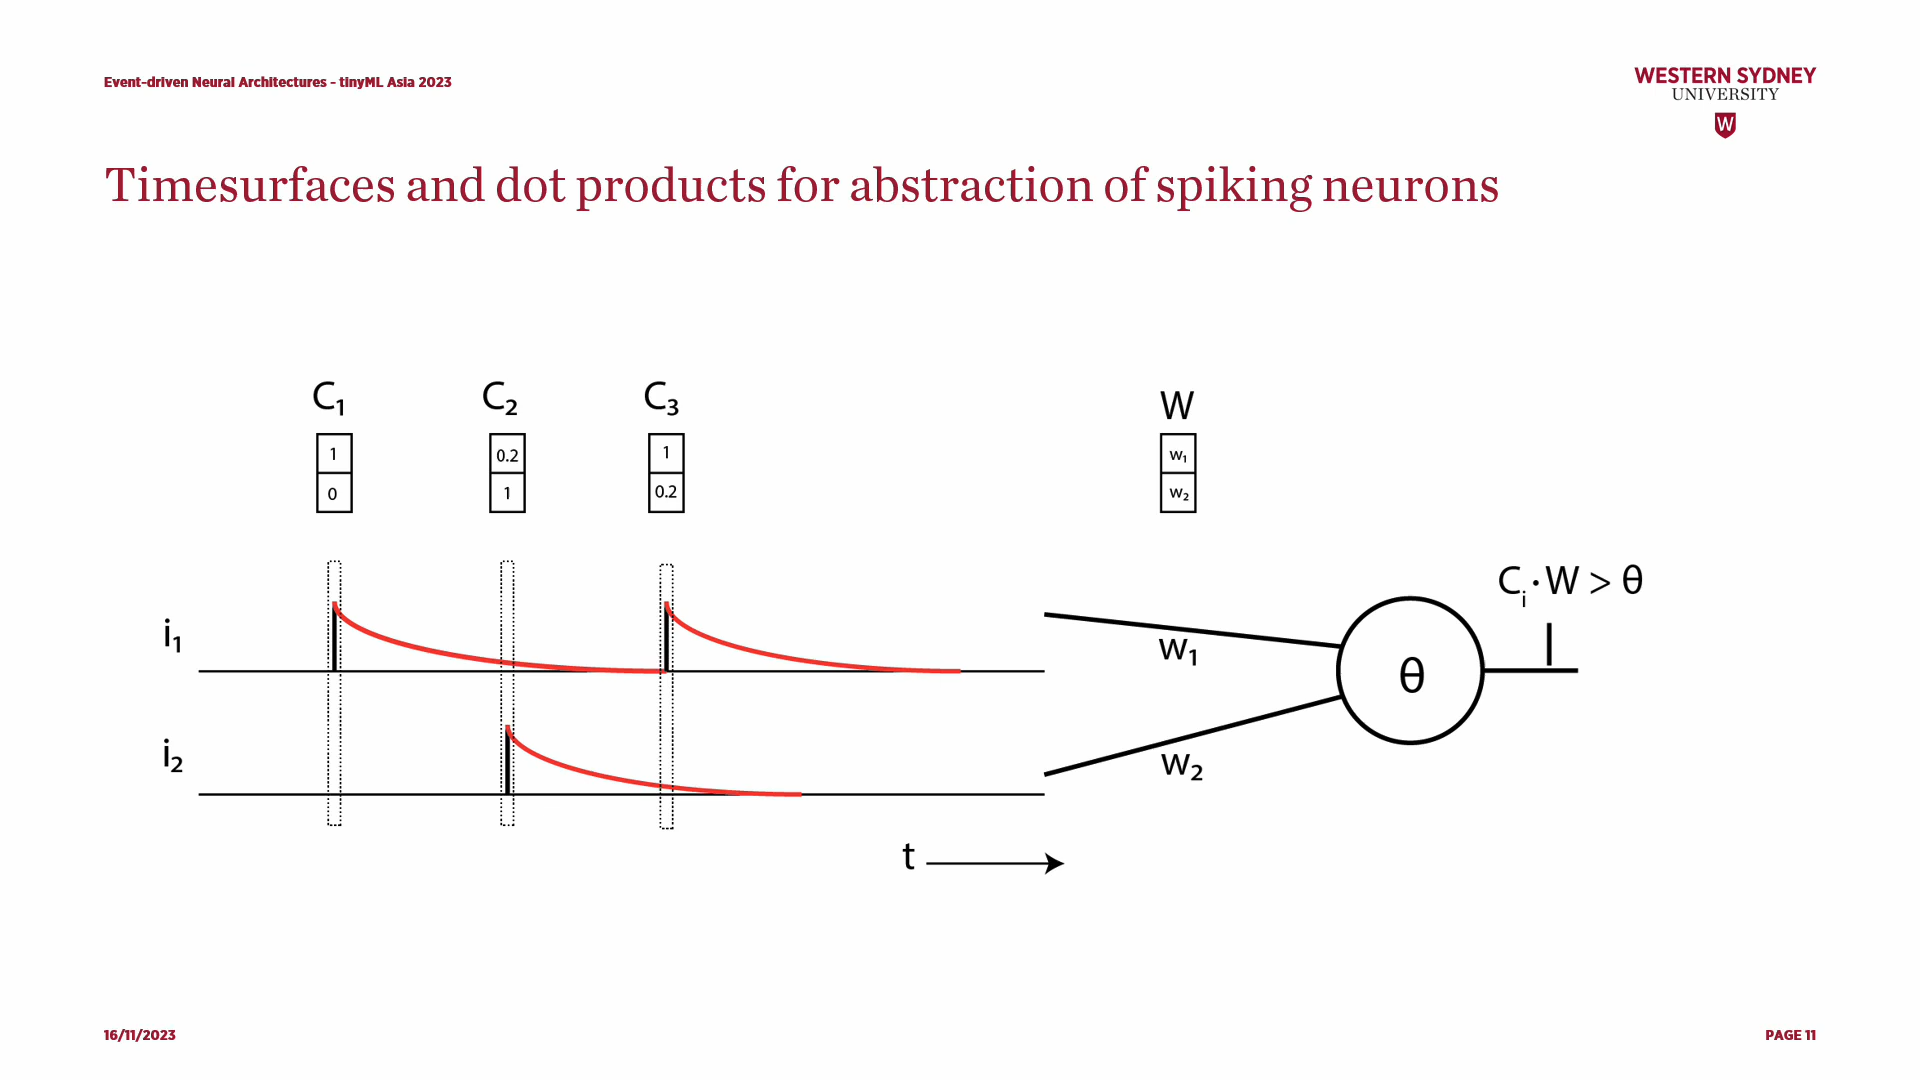 Event-driven Neural Architectures - tinyML Asia 2023
WESTERN SYDNEY
UNIVERSITY
W
Timesurfaces and dot products for abstraction of spiking neurons
C₁ C₂ C₃ W
1 0.2 1 w₁
0 1 0.2 w₂
Cᵢ · W > θ
i₁
w₁
θ
i₂
w₂
t
16/11/2023
PAGE 11